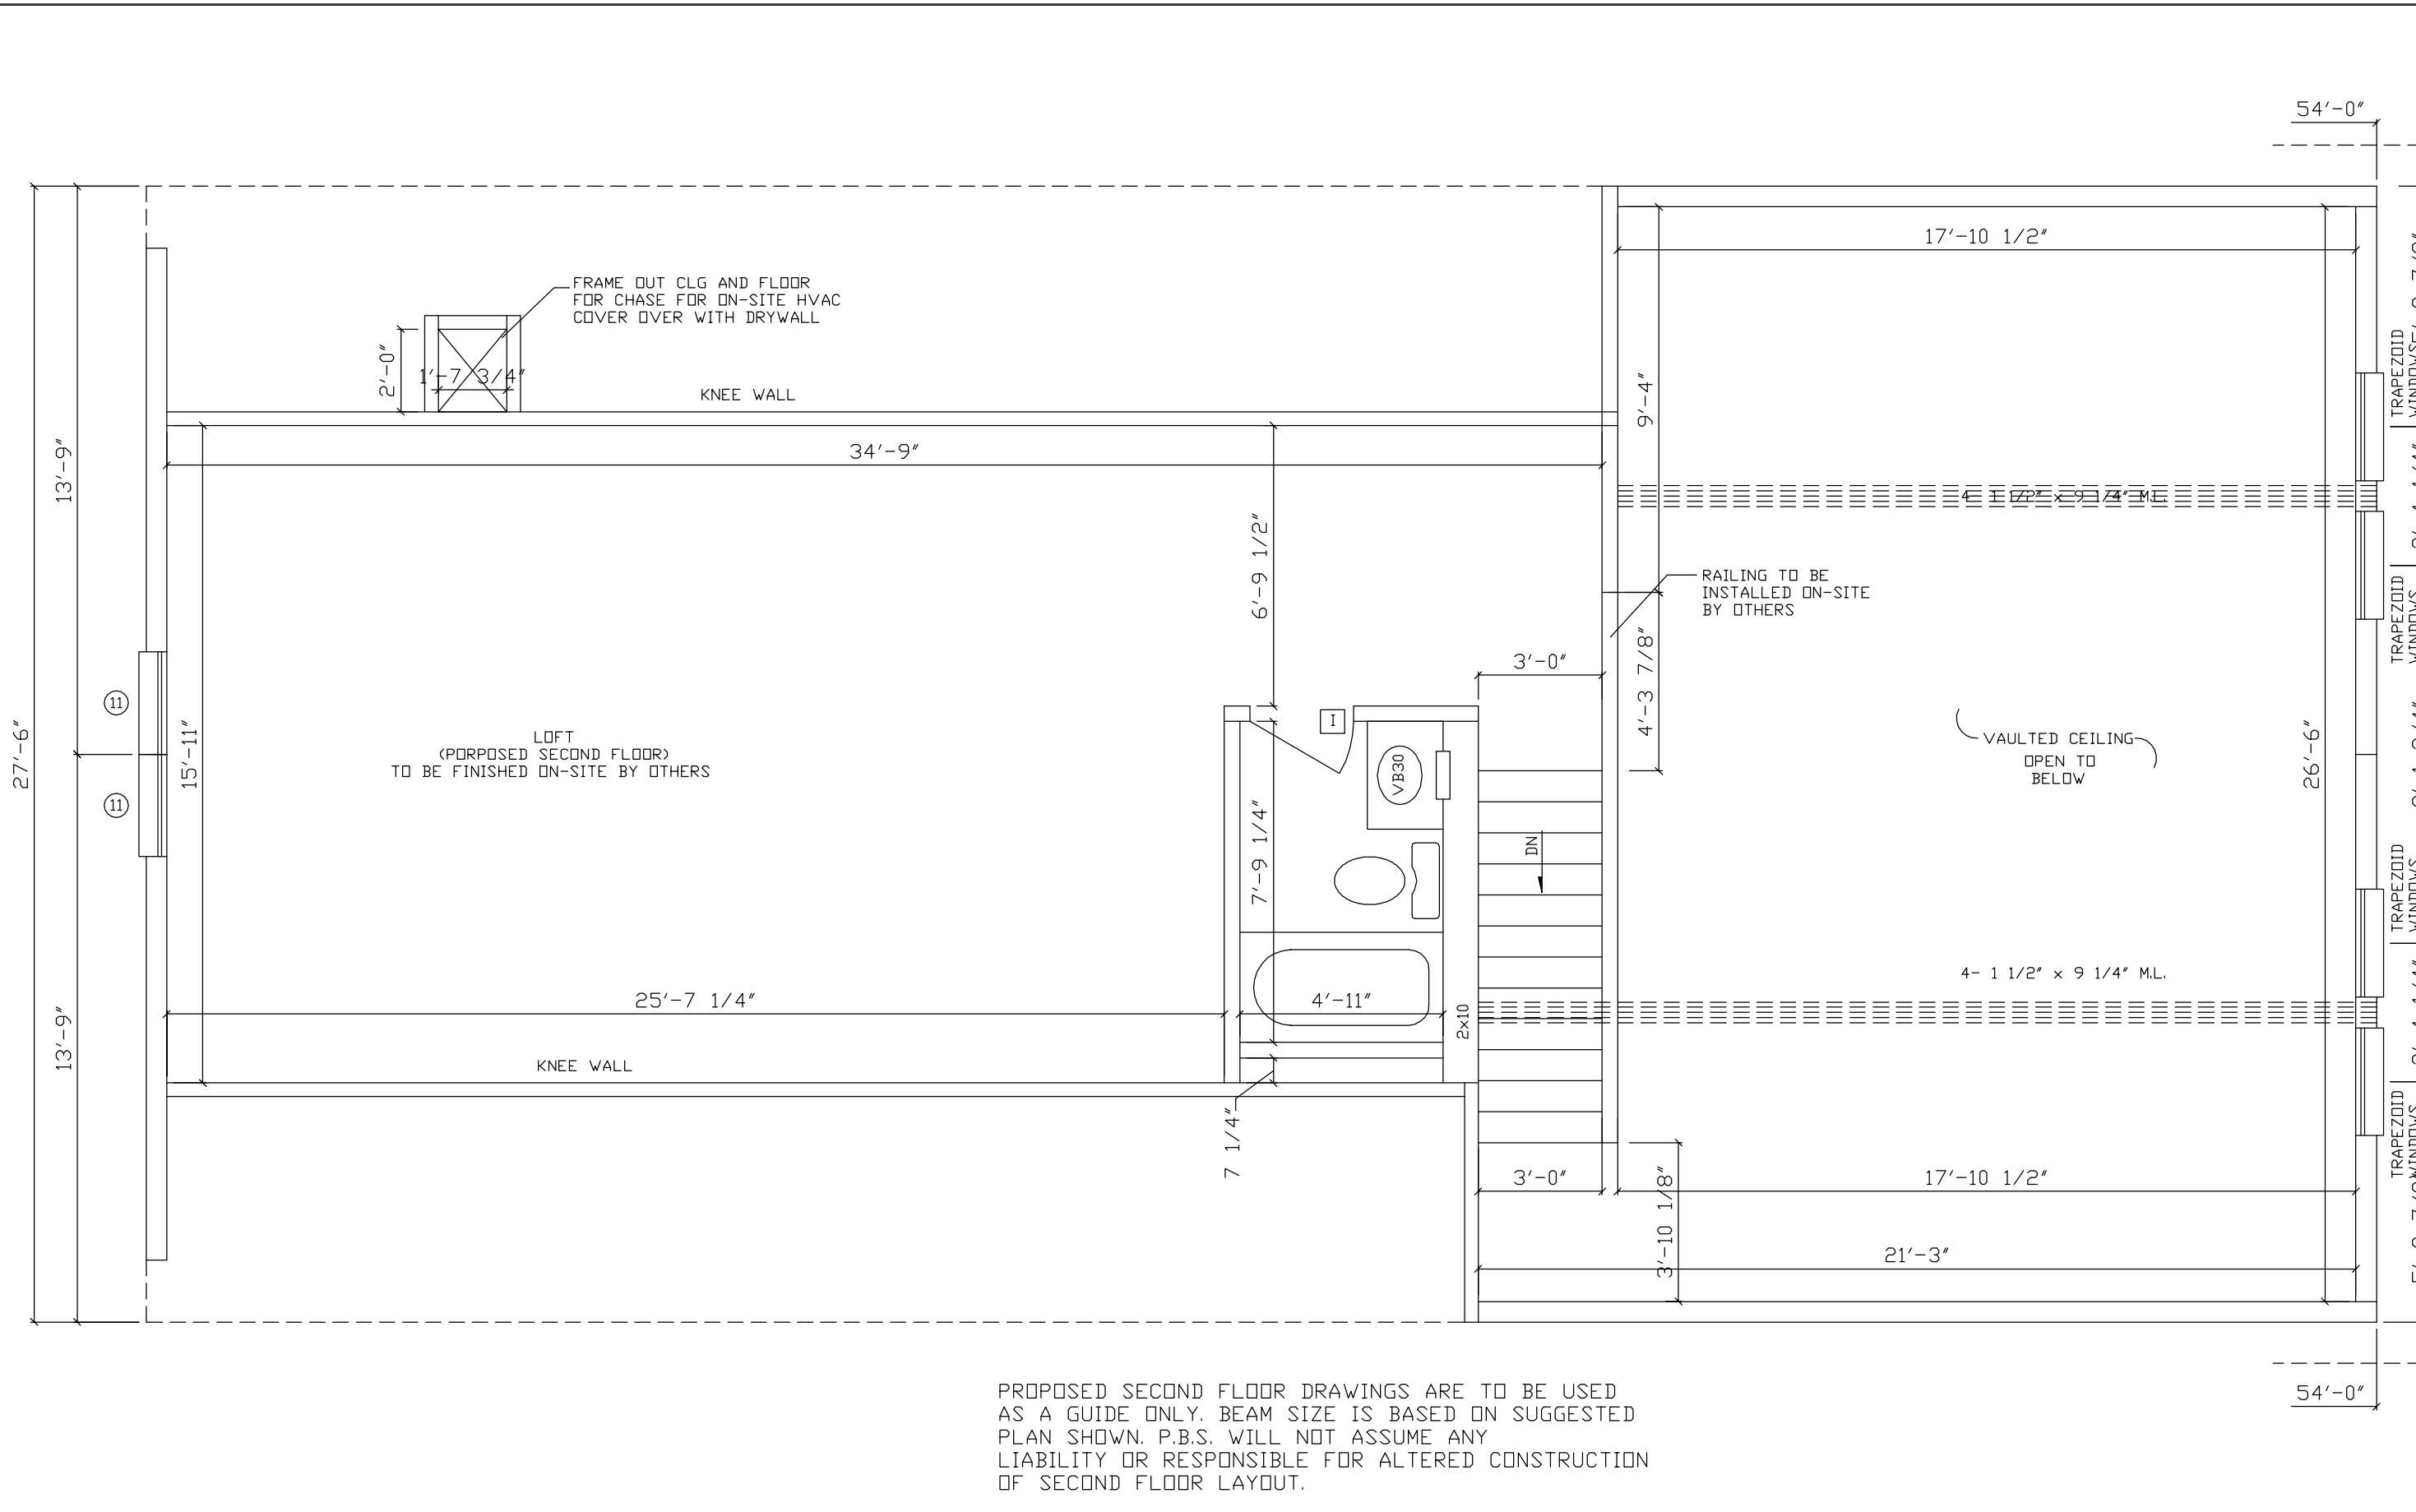 54'-0"
17'-10 1/2"
FRAME OUT CLG AND FLOOR
FOR CHASE FOR ON-SITE HVAC
COVER OVER WITH DRYWALL
2'-0"
1'-7 3/4"
KNEE WALL
9'-4"
TRAPEZOID
13'-9"
34'-9"
4- 1 1/2" x 9 1/4" M.L.
6'-9 1/2"
RAILING TO BE
INSTALLED ON-SITE
BY OTHERS
TRAPEZOID
WINDOWS
3'-0"
4'-3 7/8"
11
I
27'-6"
15'-11"
LOFT
(PORPOSED SECOND FLOOR)
TO BE FINISHED ON-SITE BY OTHERS
VB30
VAULTED CEILING
OPEN TO
BELOW
26'-6"
11
7'-9 1/4"
DN
TRAPEZOID
WINDOWS
4- 1 1/2" x 9 1/4" M.L.
25'-7 1/4"
4'-11"
2x10
13'-9"
KNEE WALL
7 1/4"
TRAPEZOID
WINDOWS
3'-0"
17'-10 1/2"
3'-10 1/8"
21'-3"
54'-0"
PROPOSED SECOND FLOOR DRAWINGS ARE TO BE USED
AS A GUIDE ONLY. BEAM SIZE IS BASED ON SUGGESTED
PLAN SHOWN. P.B.S. WILL NOT ASSUME ANY
LIABILITY OR RESPONSIBLE FOR ALTERED CONSTRUCTION
OF SECOND FLOOR LAYOUT.